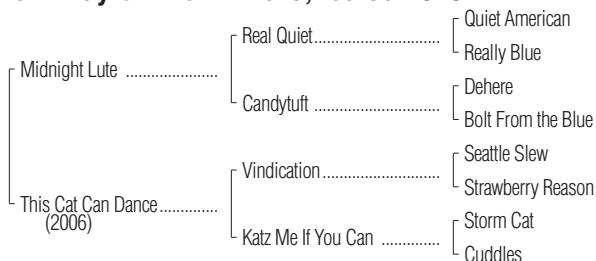 Quiet American
Real Quiet
Really Blue
Midnight Lute
Dehere
Candytuft
Bolt From the Blue
Seattle Slew
Vindication
Strawberry Reason
This Cat Can Dance
(2006)
Storm Cat
Katz Me If You Can
Cuddles